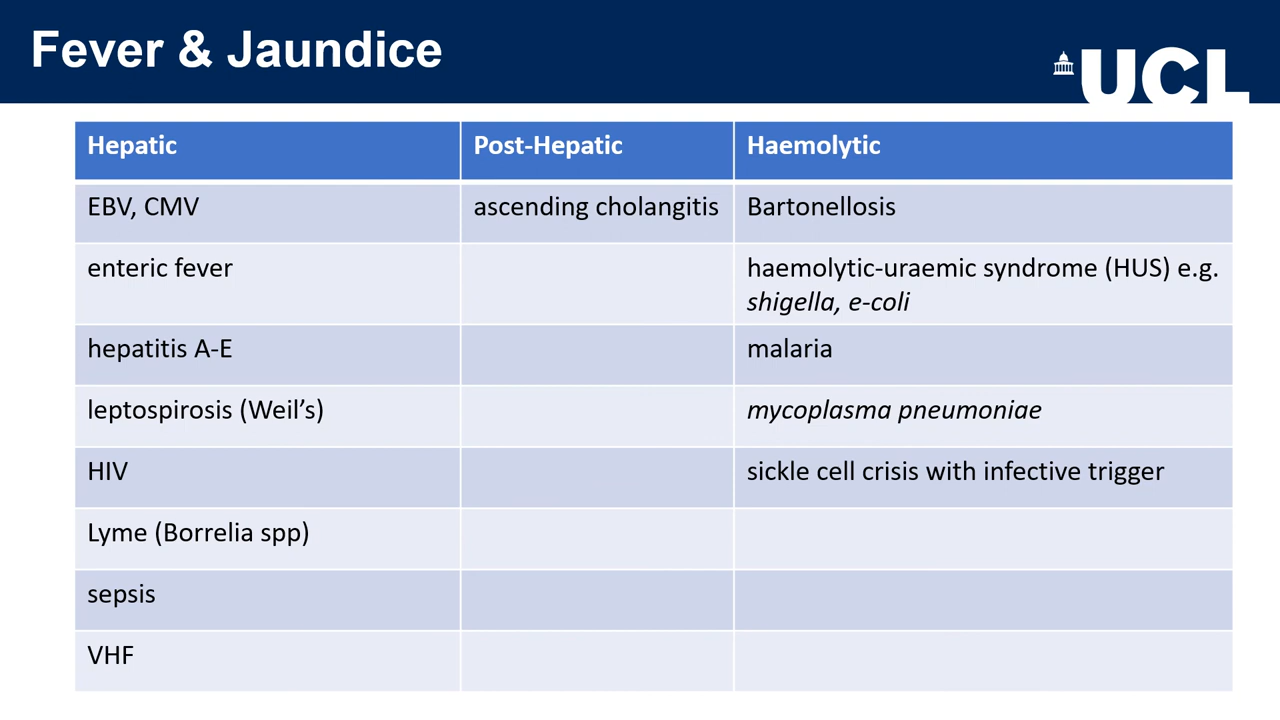 Fever & Jaundice
UCL
Hepatic
Post-Hepatic
Haemolytic
EBV, CMV
ascending cholangitis
Bartonellosis
enteric fever
haemolytic-uraemic syndrome (HUS) e.g.
shigella, e-coli
hepatitis A-E
malaria
leptospirosis (Weil’s)
mycoplasma pneumoniae
HIV
sickle cell crisis with infective trigger
Lyme (Borrelia spp)
sepsis
VHF